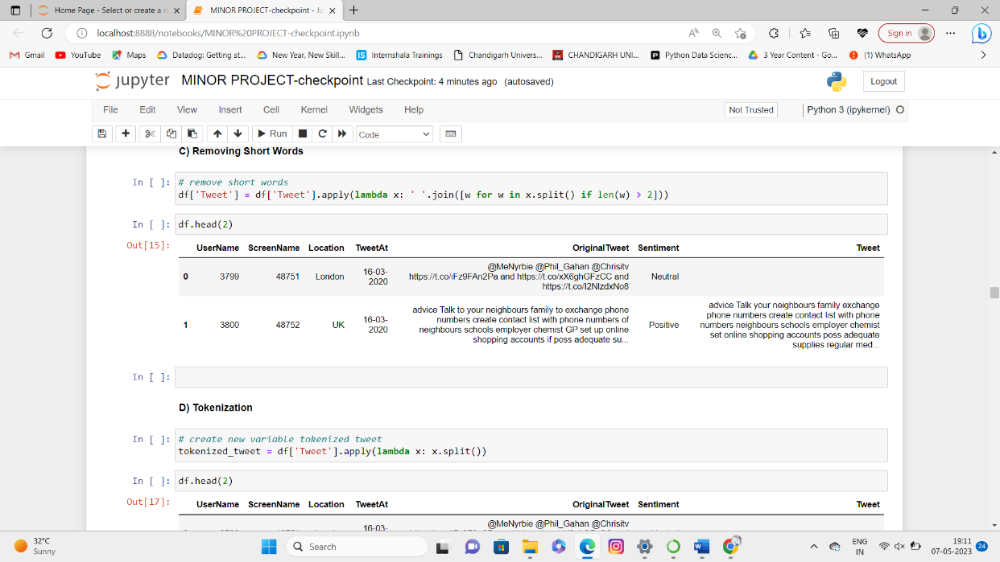 Home Page - Select or create a n
MINOR PROJECT-checkpoint - Ju
localhost:8888/notebooks/MINOR%20PROJECT-checkpoint.ipynb
Sign in
Gmail
YouTube
Maps
Datadog: Getting st...
New Year, New Skill...
IS Internshala Trainings
Chandigarh Univers...
CHANDIGARH UNI...
Python Data Scienc...
3 Year Content - Go...
(1) WhatsApp
jupyter MINOR PROJECT-checkpoint Last Checkpoint: 4 minutes ago (autosaved)
Logout
File Edit View Insert Cell Kernel Widgets Help
Not Trusted
Python 3 (ipykernel)
Run
Code
C) Removing Short Words
In [ ]: # remove short words
df['Tweet'] = df['Tweet'].apply(lambda x: ' '.join([w for w in x.split() if len(w) > 2]))
In [ ]: df.head(2)
Out[15]:
UserName ScreenName Location TweetAt OriginalTweet Sentiment Tweet
0 3799 48751 London 16-03-2020 @MeNyrbie @Phil_Gahan @Chrisitv
https://t.co/iFz9FAn2Pa and https://t.co/xX6ghGFzCC and
https://t.co/I2NlzdxNo8
Neutral
1 3800 48752 UK 16-03-2020 advice Talk to your neighbours family to exchange phone
numbers create contact list with phone numbers of
neighbours schools employer chemist GP set up online
shopping accounts if poss adequate su...
Positive
advice Talk your neighbours family exchange
phone numbers create contact list with phone
numbers neighbours schools employer chemist
set online shopping accounts poss adequate
supplies regular med...
In [ ]:
D) Tokenization
In [ ]: # create new variable tokenized tweet
tokenized_tweet = df['Tweet'].apply(lambda x: x.split())
In [ ]: df.head(2)
Out[17]:
UserName ScreenName Location TweetAt OriginalTweet Sentiment Tweet
16-03-
@MeNyrbie @Phil_Gahan @Chrisitv
32°C
Sunny
Search
ENG
IN
19:11
07-05-2023
24